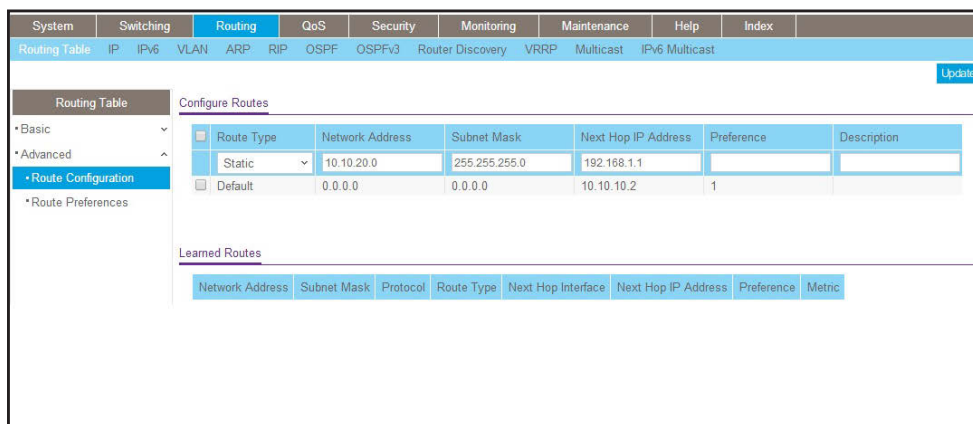 System Switching Routing QoS Security Monitoring Maintenance Help Index
Routing Table IP IPv6 VLAN ARP RIP OSPF OSPFv3 Router Discovery VRRP Multicast IPv6 Multicast
Update
Routing Table
Basic
Advanced
Route Configuration
Route Preferences
Configure Routes
Route Type Network Address Subnet Mask Next Hop IP Address Preference Description
Static 10.10.20.0 255.255.255.0 192.168.1.1
Default 0.0.0.0 0.0.0.0 10.10.10.2 1
Learned Routes
Network Address Subnet Mask Protocol Route Type Next Hop Interface Next Hop IP Address Preference Metric